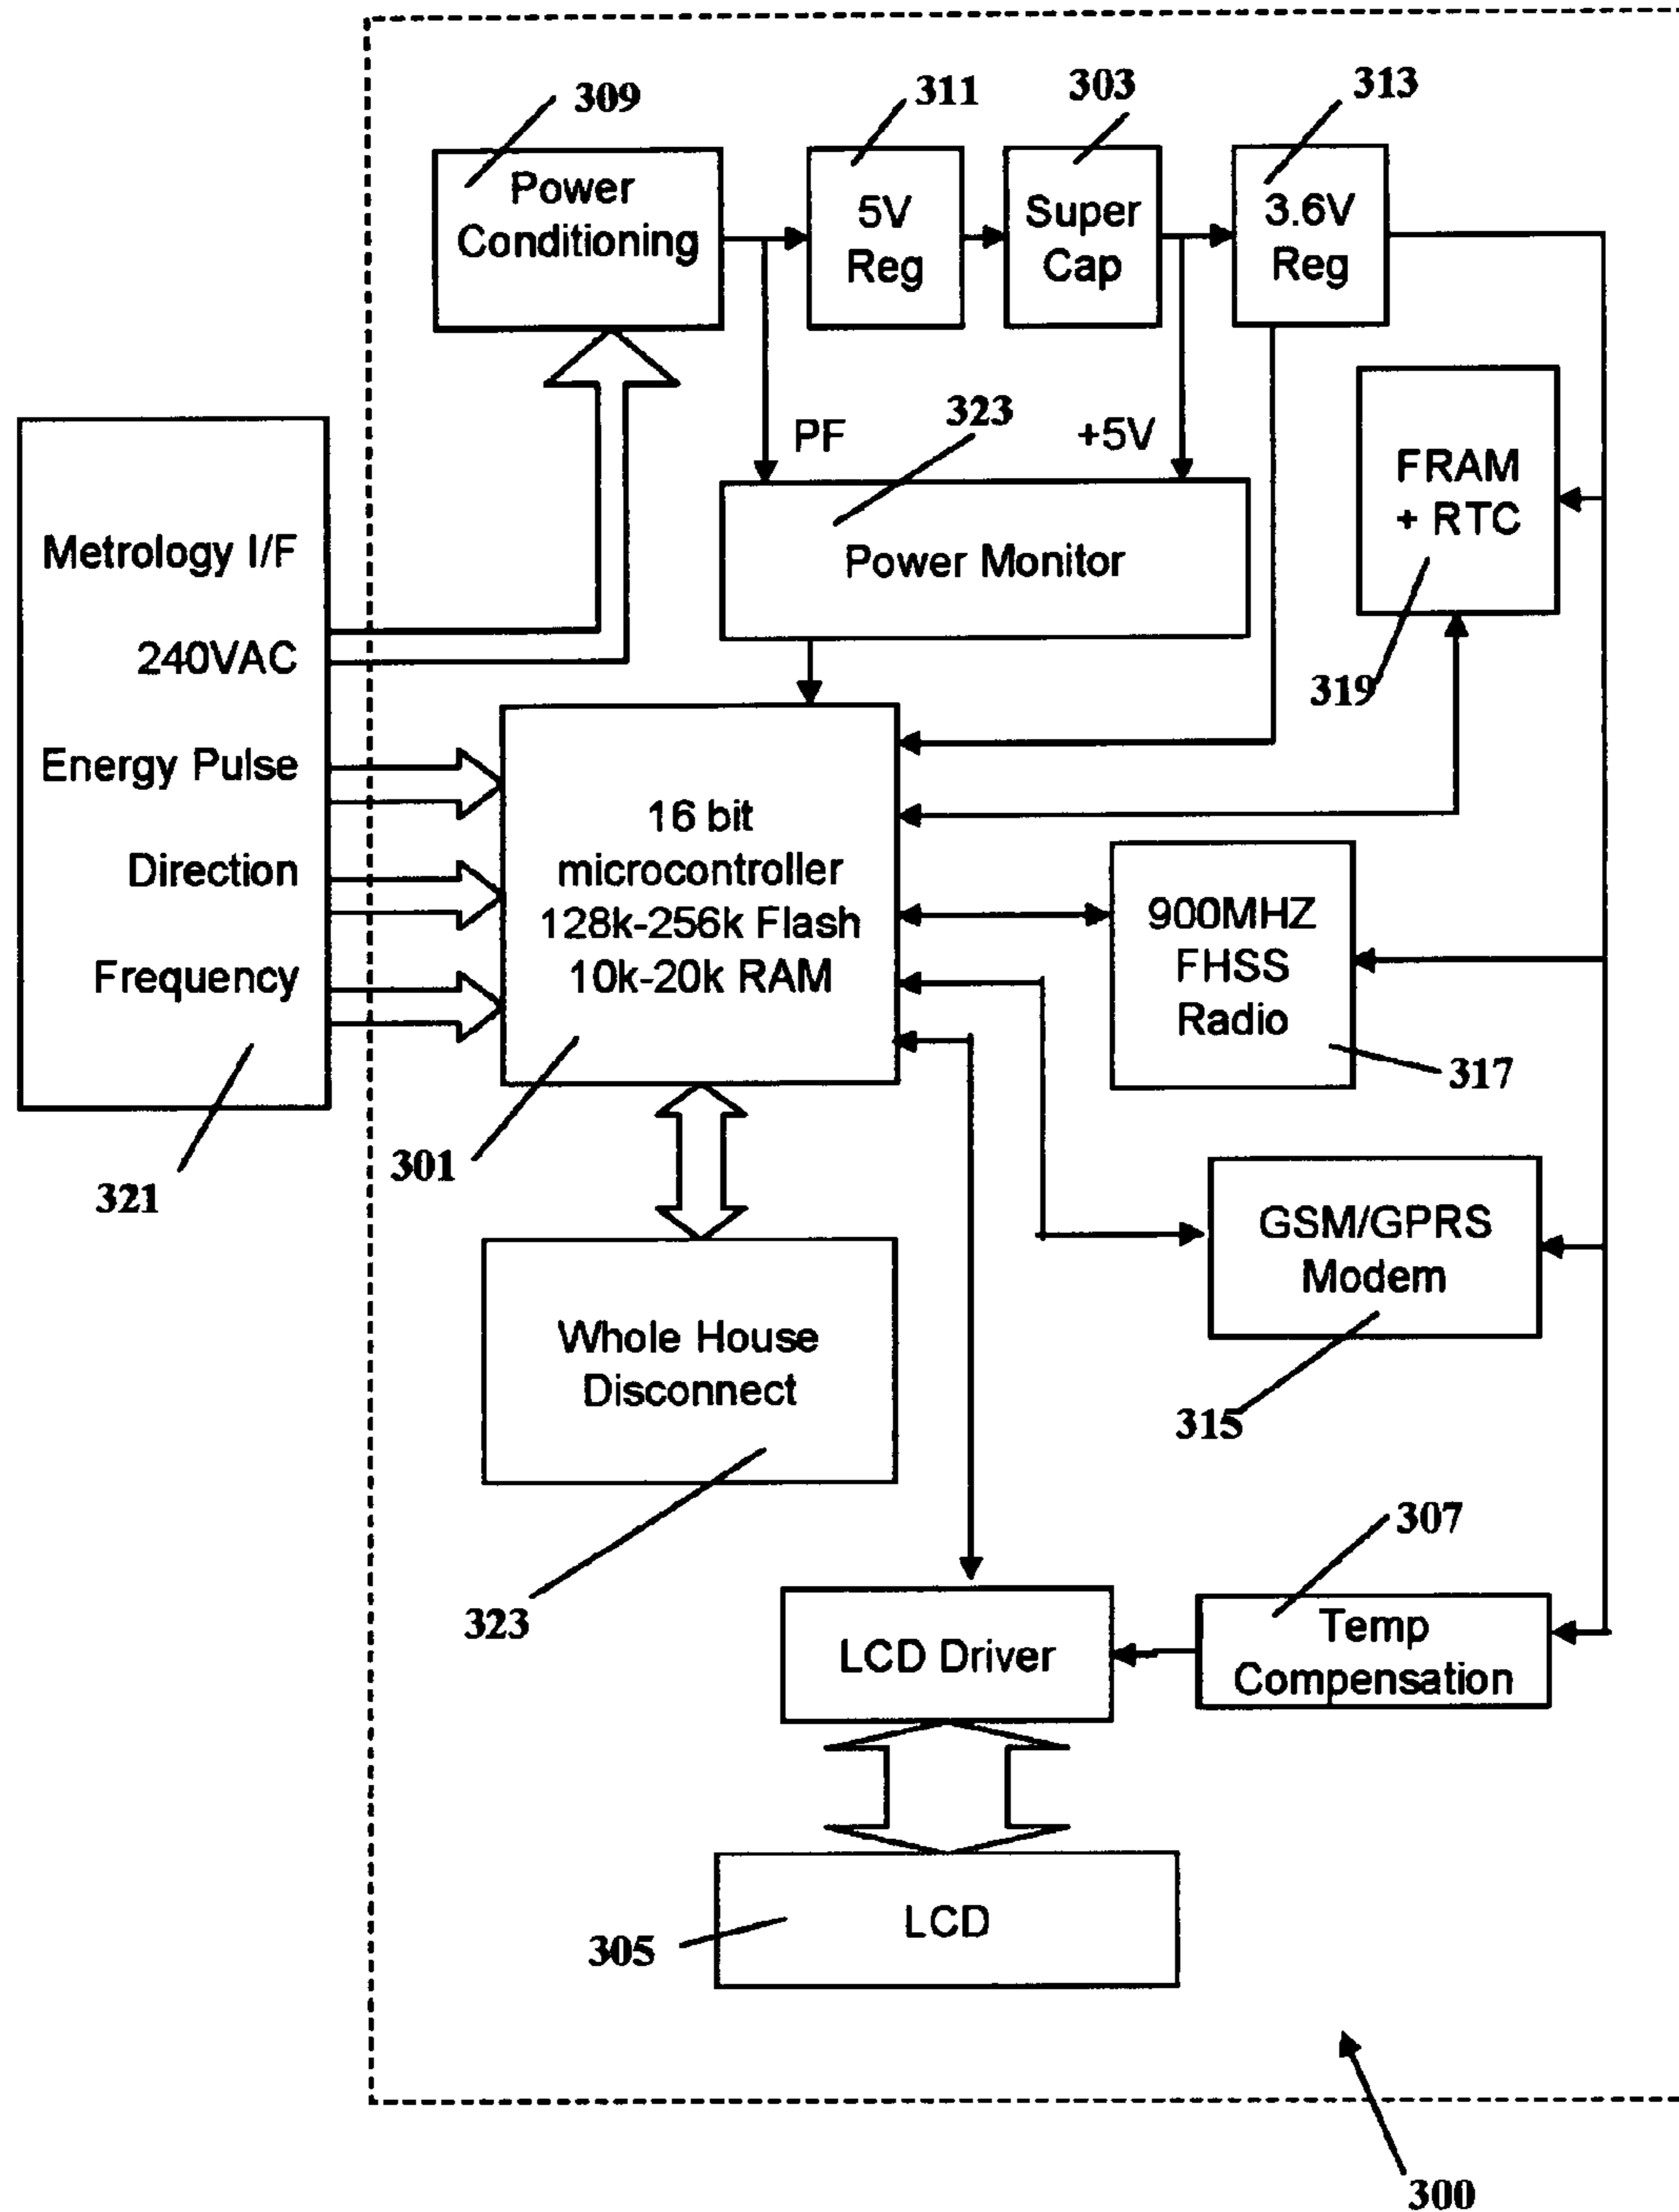 309
311
303
313
Power
Conditioning
5V
Reg
Super
Cap
3.6V
Reg
PF
323
+5V
FRAM
+ RTC
Power Monitor
319
Metrology I/F
240VAC
Energy Pulse
Direction
Frequency
321
16 bit
microcontroller
128k-256k Flash
10k-20k RAM
301
900MHZ
FHSS
Radio
317
GSM/GPRS
Modem
315
Whole House
Disconnect
323
307
LCD Driver
Temp
Compensation
LCD
305
300